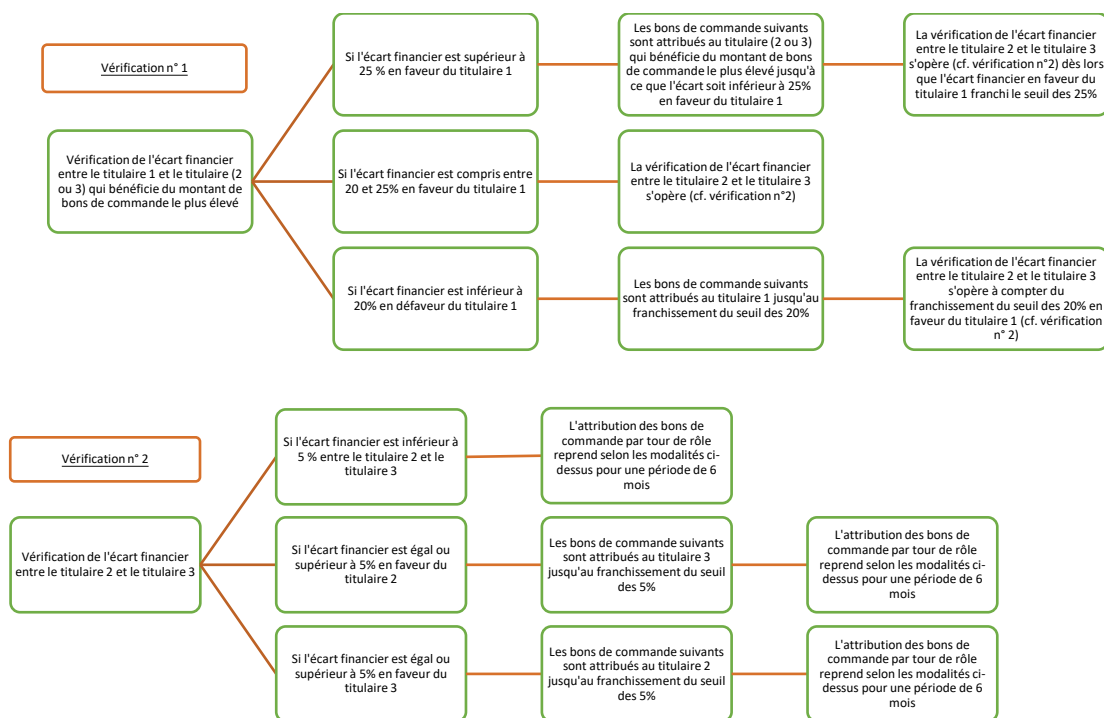 Vérification n° 1
Vérification de l'écart financier
entre le titulaire 1 et le titulaire (2
ou 3) qui bénéficie du montant de
bons de commande le plus élevé
Si l'écart financier est supérieur à
25 % en faveur du titulaire 1
Les bons de commande suivants
sont attribués au titulaire (2 ou 3)
qui bénéficie du montant de bons
de commande le plus élevé jusqu'à
ce que l'écart soit inférieur à 25%
en faveur du titulaire 1
La vérification de l'écart financier
entre le titulaire 2 et le titulaire 3
s'opère (cf. vérification n°2) dès lors
que l'écart financier en faveur du
titulaire 1 franchi le seuil des 25%
Si l'écart financier est compris entre
20 et 25% en faveur du titulaire 1
La vérification de l'écart financier
entre le titulaire 2 et le titulaire 3
s'opère (cf. vérification n°2)
Si l'écart financier est inférieur à
20% en défaveur du titulaire 1
Les bons de commande suivants
sont attribués au titulaire 1 jusqu'au
franchissement du seuil des 20%
La vérification de l'écart financier
entre le titulaire 2 et le titulaire 3
s'opère à compter du
franchissement du seuil des 20% en
faveur du titulaire 1 (cf. vérification
n° 2)
Vérification n° 2
Vérification de l'écart financier
entre le titulaire 2 et le titulaire 3
Si l'écart financier est inférieur à
5 % entre le titulaire 2 et le
titulaire 3
L'attribution des bons de
commande par tour de rôle
reprend selon les modalités ci-
dessus pour une période de 6
mois
Si l'écart financier est égal ou
supérieur à 5% en faveur du
titulaire 2
Les bons de commande suivants
sont attribués au titulaire 3
jusqu'au franchissement du seuil
des 5%
L'attribution des bons de
commande par tour de rôle
reprend selon les modalités ci-
dessus pour une période de 6
mois
Si l'écart financier est égal ou
supérieur à 5% en faveur du
titulaire 3
Les bons de commande suivants
sont attribués au titulaire 2
jusqu'au franchissement du seuil
des 5%
L'attribution des bons de
commande par tour de rôle
reprend selon les modalités ci-
dessus pour une période de 6
mois